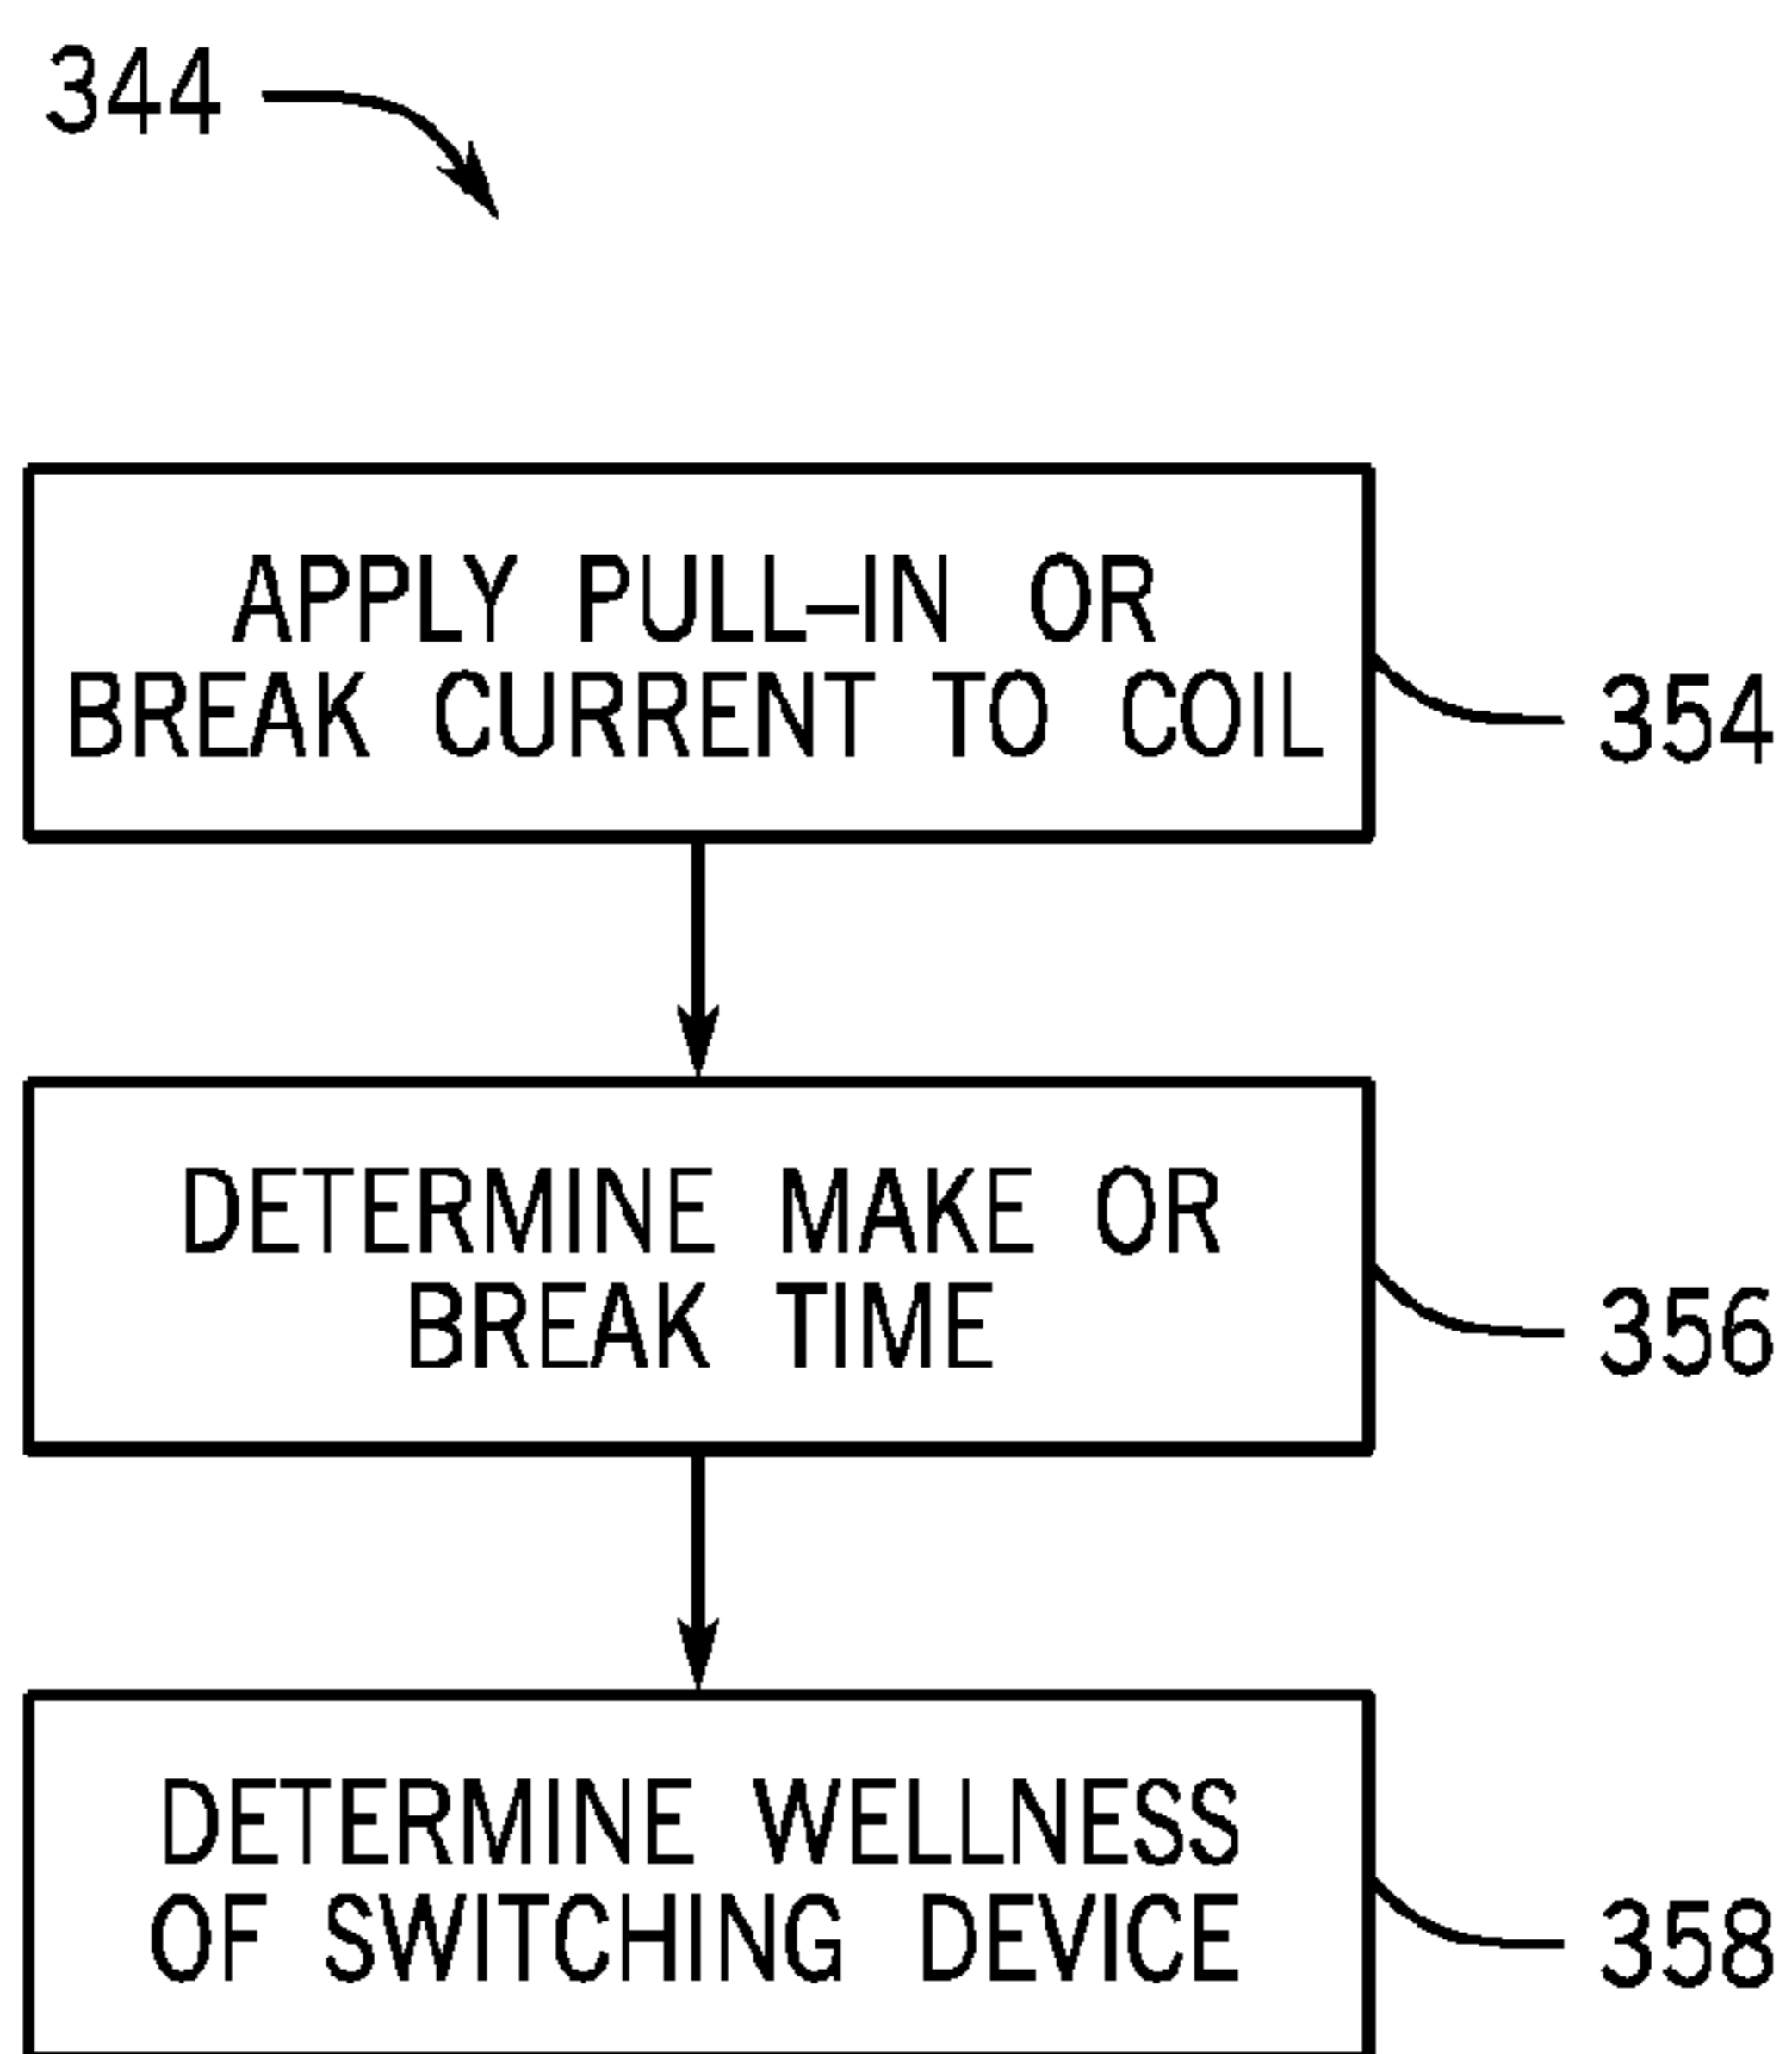 344
APPLY PULL–IN OR
BREAK CURRENT TO COIL
354
DETERMINE MAKE OR
BREAK TIME
356
DETERMINE WELLNESS
OF SWITCHING DEVICE
358